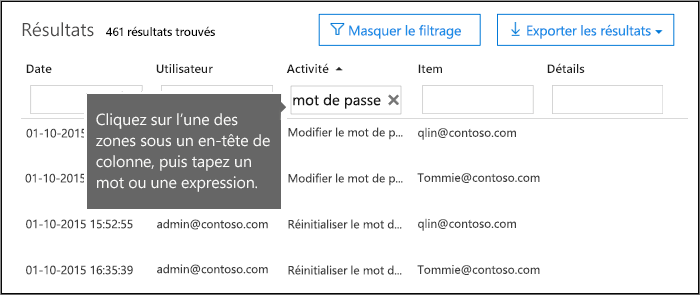 Résultats 461 résultats trouvés Masquer le filtrage Exporter les résultats
Date Utilisateur Activité Item Détails
mot de passe
Cliquez sur l’une des
zones sous un en-tête de
colonne, puis tapez un
mot ou une expression.
01-10-2015 Modifier le mot de p... qlin@contoso.com
Modifier le mot de p... Tommie@contoso.com
01-10-2015 15:52:55 admin@contoso.com Réinitialiser le mot d... qlin@contoso.com
01-10-2015 16:35:39 admin@contoso.com Réinitialiser le mot d... Tommie@contoso.com